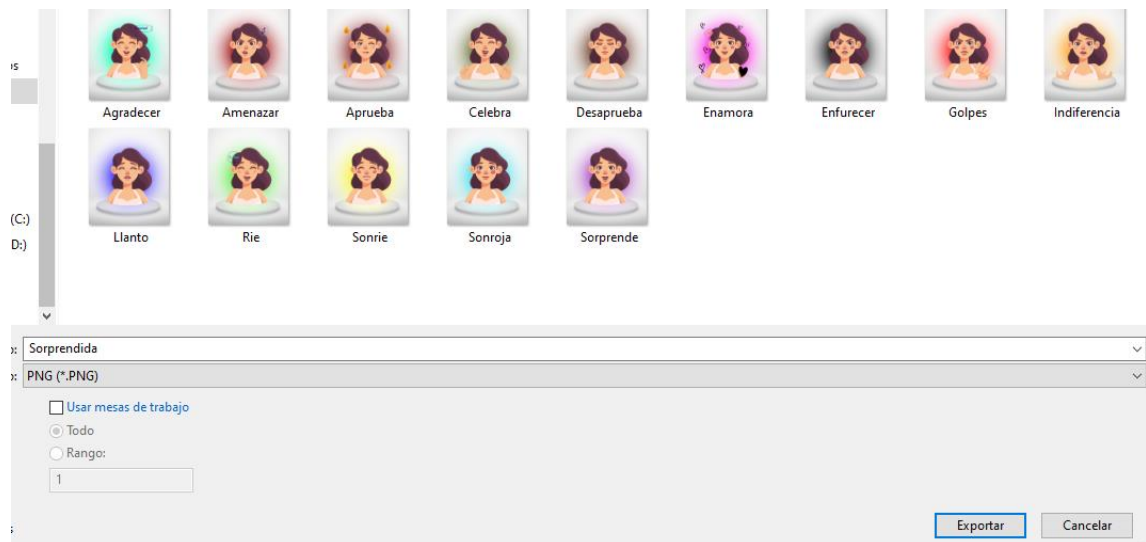 Agradecer Amenazar Aprueba Celebra Desaprueba Enamora Enfurecer Golpes Indiferencia
(C:)
D:)
Llanto Rie Sonrie Sonroja Sorprende
Sorprendida
PNG (*.PNG)
Usar mesas de trabajo
Todo
Rango:
1
Exportar Cancelar